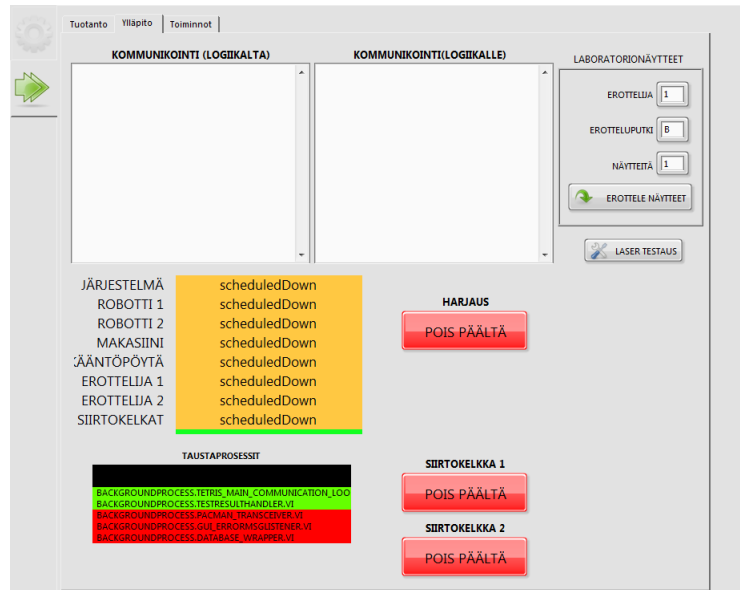 Tuotanto Ylläpito Toiminnot
KOMMUNIKOINTI (LOGIIKALTA)
KOMMUNIKOINTI(LOGIIKALLE)
LABORATORIONÄYTTEET
EROTTELIJA 1
EROTTELUPUTKI B
NÄYTTEITÄ 1
EROTTELE NÄYTTEET
LASER TESTAUS
JÄRJESTELMÄ scheduledDown
ROBOTTI 1 scheduledDown
ROBOTTI 2 scheduledDown
MAKASIINI scheduledDown
ÄÄNTÖPÖYTÄ scheduledDown
EROTTELIJA 1 scheduledDown
EROTTELIJA 2 scheduledDown
SIIRTOKELKAT scheduledDown
HARJAUS
POIS PÄÄLTÄ
TAUSTAPROSESSIT
BACKGROUNDPROCESS.TETRIS_MAIN_COMMUNICATION_LOO
BACKGROUNDPROCESS.TESTRESULTHANDLER.VI
BACKGROUNDPROCESS.PACMAN_TRANSCEIVER.VI
BACKGROUNDPROCESS.GUI_ERRORMSGLISTENER.VI
BACKGROUNDPROCESS.DATABASE_WRAPPER.VI
SIIRTOKELKKA 1
POIS PÄÄLTÄ
SIIRTOKELKKA 2
POIS PÄÄLTÄ